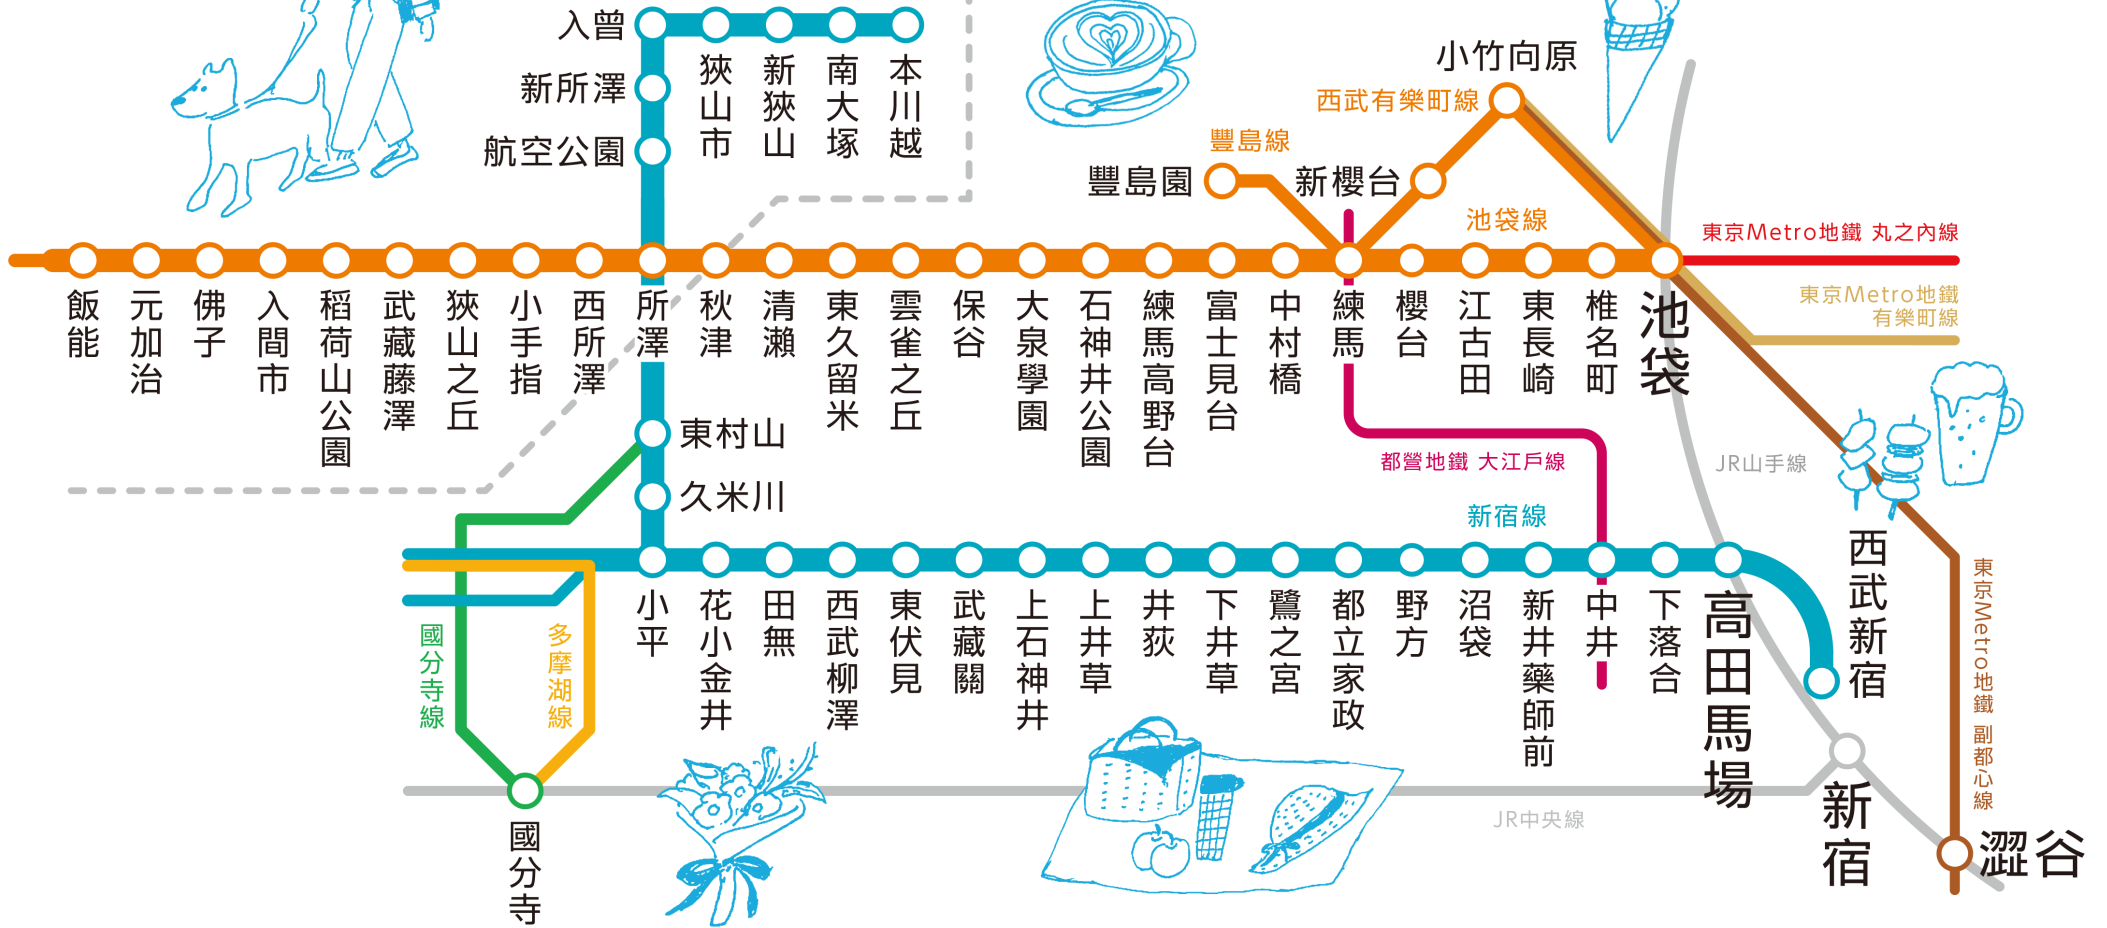 入曾
新所澤
航空公園
狹山市
新狹山
南大塚
本川越
小竹向原
西武有樂町線
豐島線
豐島園
新櫻台
池袋線
東京Metro地鐵 丸之內線
東京Metro地鐵
有樂町線
飯能
元加治
佛子
入間市
稻荷山公園
武藏藤澤
狹山之丘
小手指
西所澤
所澤
秋津
清瀨
東久留米
雲雀之丘
保谷
大泉學園
石神井公園
練馬高野台
富士見台
中村橋
練馬
櫻台
江古田
東長崎
椎名町
池袋
東村山
久米川
都營地鐵 大江戶線
JR山手線
新宿線
西武新宿
東京Metro地鐵 副都心線
國分寺線
多摩湖線
小平
花小金井
田無
西武柳澤
東伏見
武藏關
上石神井
上井草
井荻
下井草
鷺之宮
都立家政
野方
沼袋
新井藥師前
中井
下落合
高田馬場
JR中央線
新宿
澀谷
國分寺